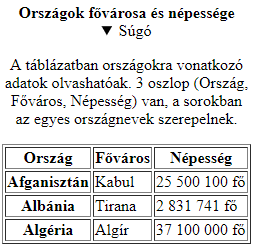 Országok fővárosa és népessége
▼ Súgó
A táblázatban országokra vonatkozó
adatok olvashatóak. 3 oszlop (Ország,
Főváros, Népesség) van, a sorokban
az egyes országnevek szerepelnek.
Ország Főváros Népesség
Afganisztán Kabul 25 500 100 fő
Albánia Tirana 2 831 741 fő
Algéria Algír 37 100 000 fő